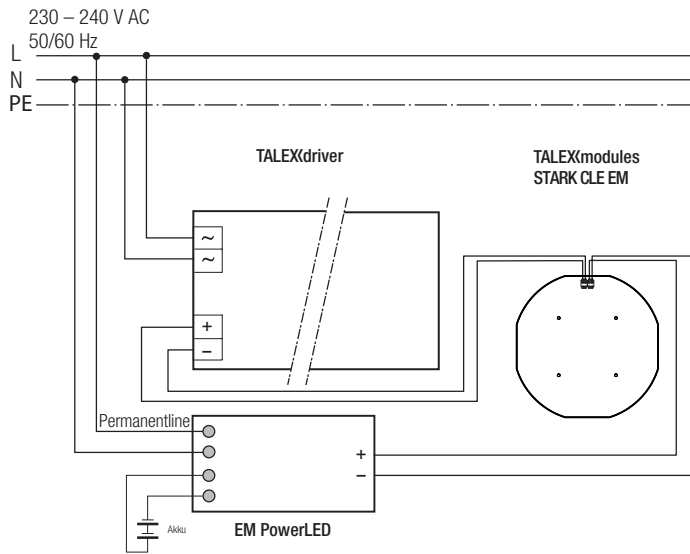 230 – 240 V AC
50/60 Hz
L
N
PE
TALEXdriver
TALEXmodules
STARK CLE EM
~
~
+
–
Permanentline
+
–
Akku
EM PowerLED